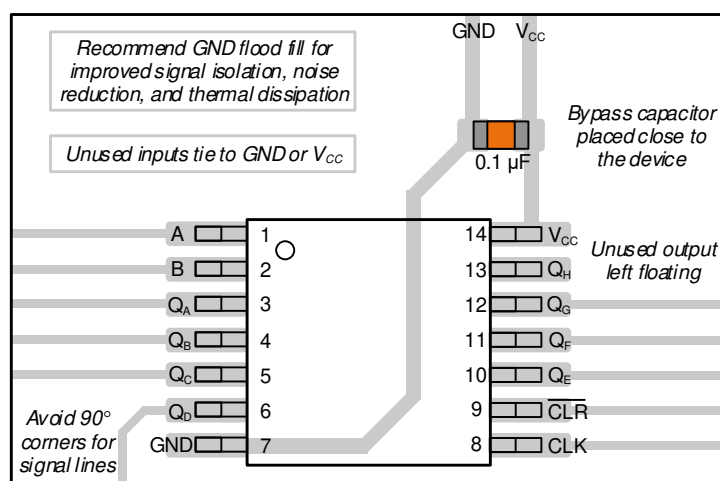 GND VCC
Recommend GND flood fill for
improved signal isolation, noise
reduction, and thermal dissipation
Unused inputs tie to GND or VCC
Bypass capacitor
placed close to
the device
0.1 µF
A 1 14 VCC
B 2 13 QH
Unused output
left floating
QA 3 12 QG
QB 4 11 QF
QC 5 10 QE
QD 6 9 CLR
GND 7 8 CLK
Avoid 90°
corners for
signal lines